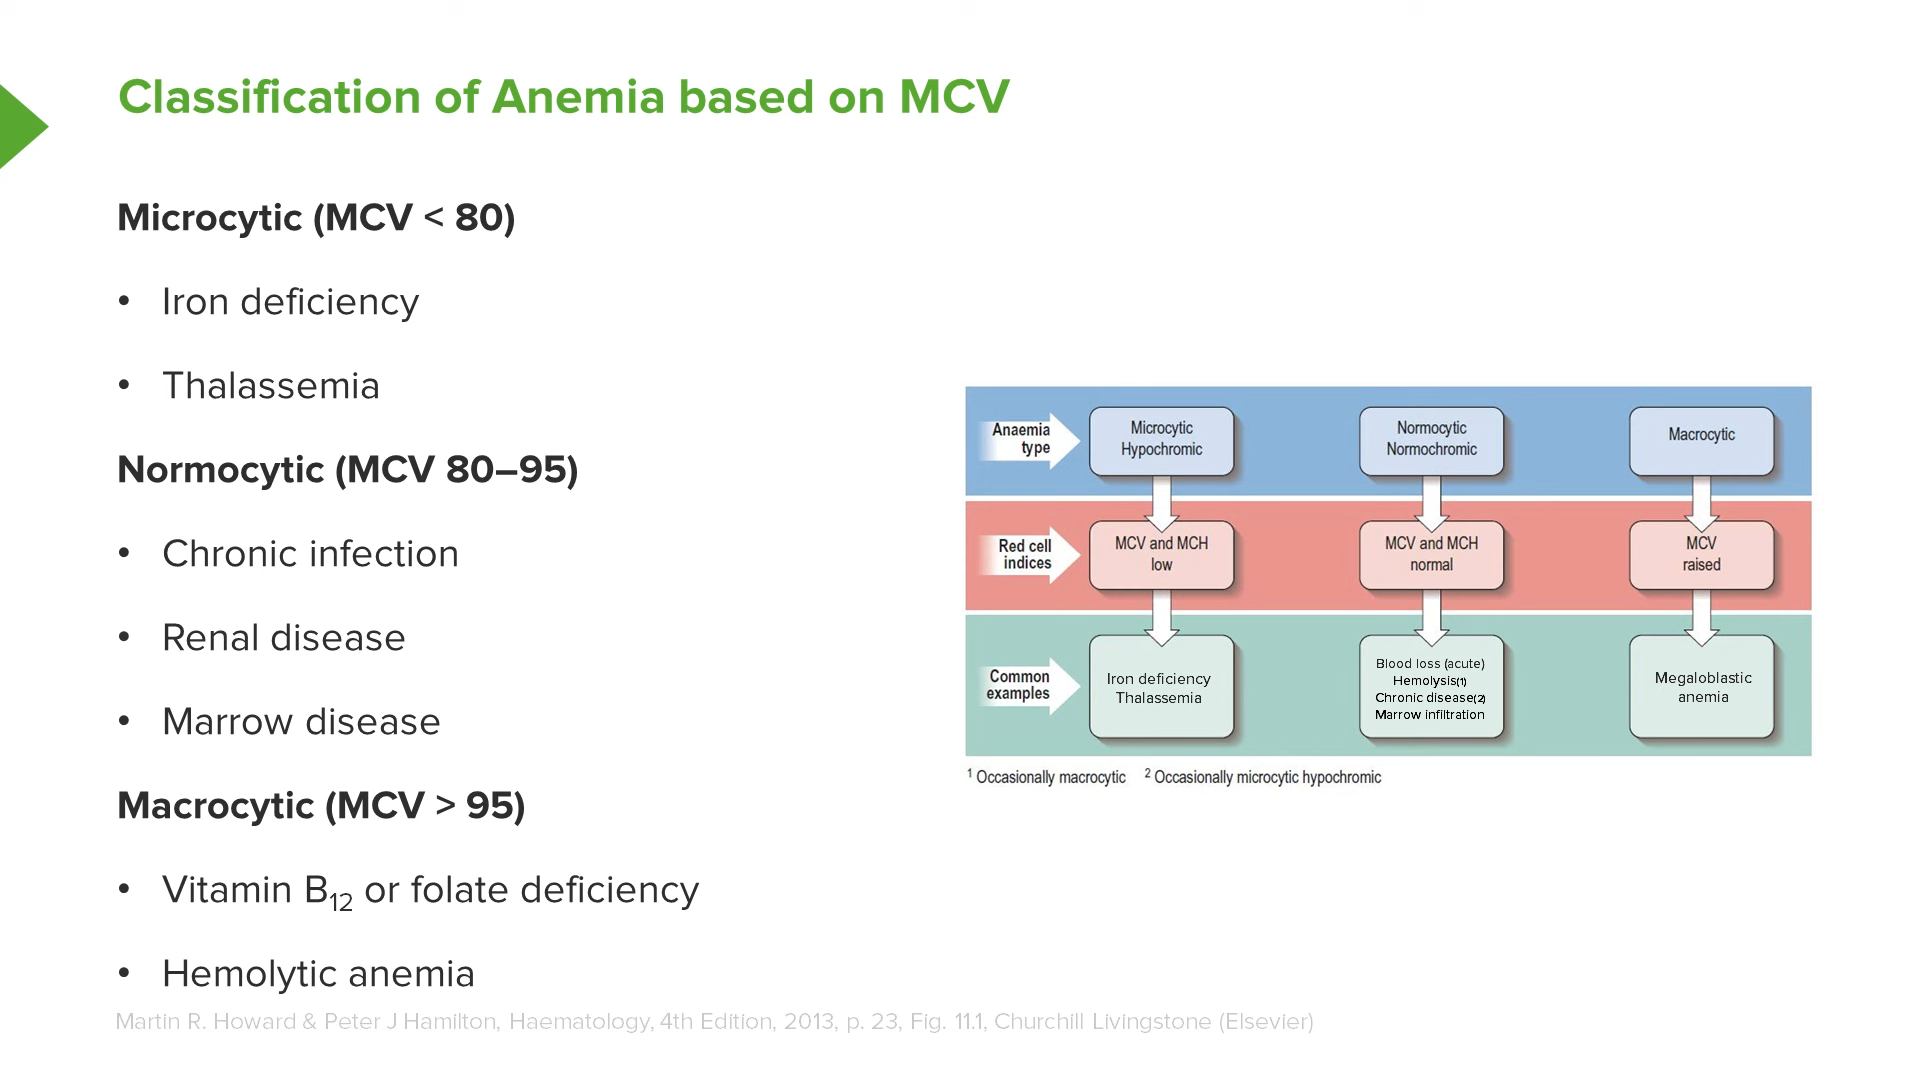 Classification of Anemia based on MCV
Microcytic (MCV < 80)
• Iron deficiency
• Thalassemia
Normocytic (MCV 80–95)
• Chronic infection
• Renal disease
• Marrow disease
Macrocytic (MCV > 95)
• Vitamin B₁₂ or folate deficiency
• Hemolytic anemia
Anaemia
type
Microcytic
Hypochromic
Normocytic
Normochromic
Macrocytic
Red cell
indices
MCV and MCH
low
MCV and MCH
normal
MCV
raised
Common
examples
Iron deficiency
Thalassemia
Blood loss (acute)
Hemolysis(1)
Chronic disease(2)
Marrow infiltration
Megaloblastic
anemia
¹ Occasionally macrocytic ² Occasionally microcytic hypochromic
Martin R. Howard & Peter J Hamilton, Haematology, 4th Edition, 2013, p. 23, Fig. 11.1, Churchill Livingstone (Elsevier)